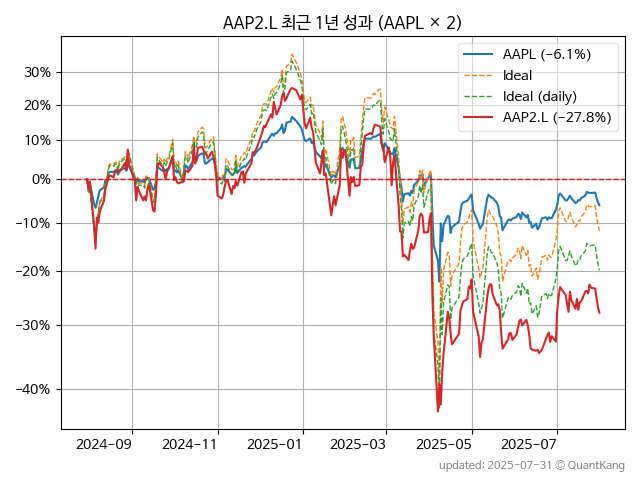 AAP2.L 최근 1년 성과 (AAPL × 2)
AAPL (−6.1%)
Ideal
Ideal (daily)
AAP2.L (−27.8%)
30%
20%
10%
0%
−10%
−20%
−30%
−40%
2024-09
2024-11
2025-01
2025-03
2025-05
2025-07
updated: 2025-07-31 © QuantKang